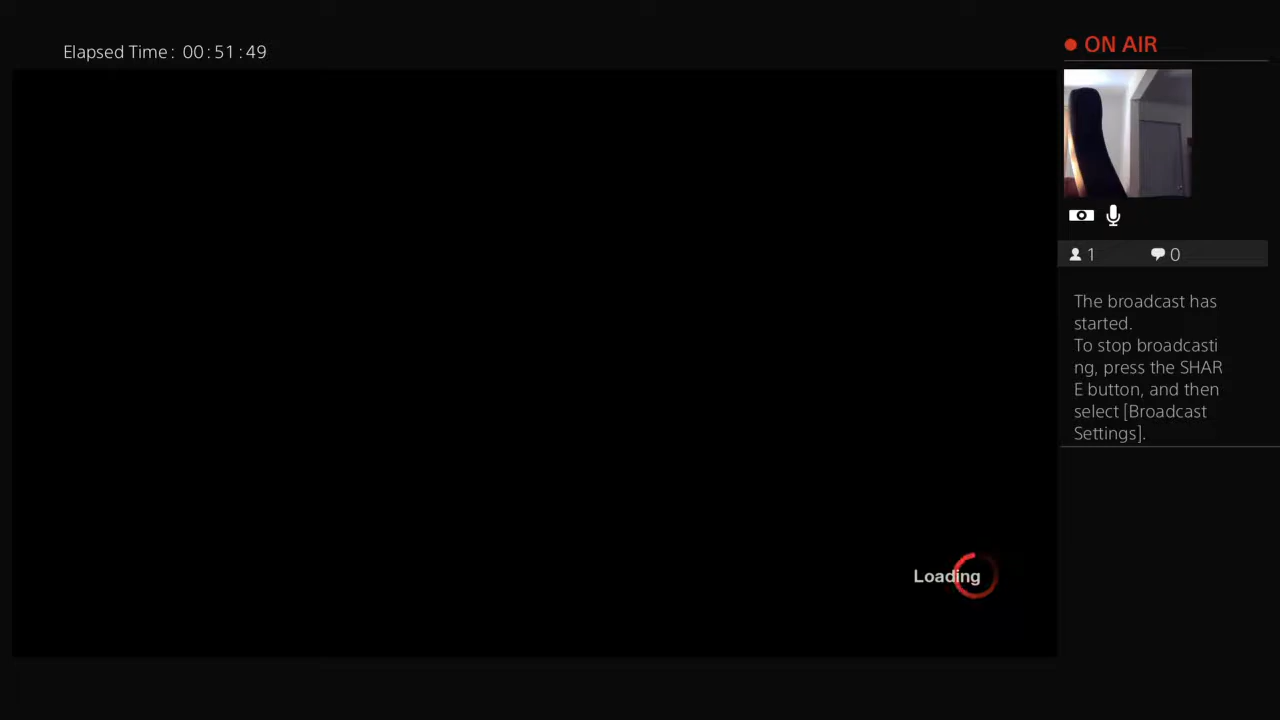 Elapsed Time: 00:51:49
ON AIR
1 0
The broadcast has
started.
To stop broadcasti
ng, press the SHAR
E button, and then
select [Broadcast
Settings].
Loading